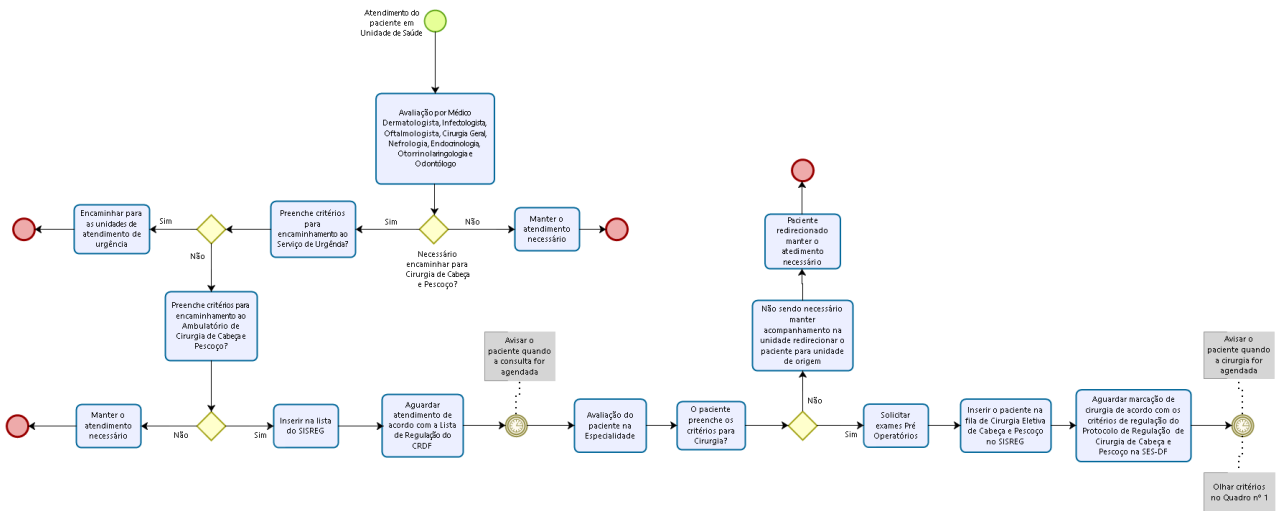 Atendimento do
paciente em
Unidade de Saúde
Avaliação por Médico
Dermatologista, Infectologista,
Oftalmologista, Cirurgia Geral,
Nefrologia, Endocrinologia,
Otorrinolaringologia e
Odontólogo
Necessário
encaminhar para
Cirurgia de Cabeça
e Pescoço?
Não
Manter o
atendimento
necessário
Sim
Preenche critérios
para
encaminhamento ao
Serviço de Urgência?
Sim
Encaminhar para
as unidades de
atendimento de
urgência
Não
Preenche critérios para
encaminhamento ao
Ambulatório de
Cirurgia de Cabeça e
Pescoço?
Não
Manter o
atendimento
necessário
Sim
Inserir na lista
do SISREG
Aguardar
atendimento de
acordo com a Lista
de Regulação do
CRDF
Avisar o
paciente quando
a consulta for
agendada
Avaliação do
paciente na
Especialidade
O paciente
preenche os
critérios para
Cirurgia?
Não
Não sendo necessário
manter
acompanhamento na
unidade redirecionar o
paciente para unidade
de origem
Paciente
redirecionado
manter o
atedimento
necessário
Sim
Solicitar
exames Pré
Operatórios
Inserir o paciente na
fila de Cirurgia Eletiva
de Cabeça e Pescoço
no SISREG
Aguardar marcação de
cirurgia de acordo com os
critérios de regulação do
Protocolo de Regulação de
Cirurgia de Cabeça e
Pescoço na SES-DF
Avisar o
paciente quando
a cirurgia for
agendada
Olhar critérios
no Quadro nº 1